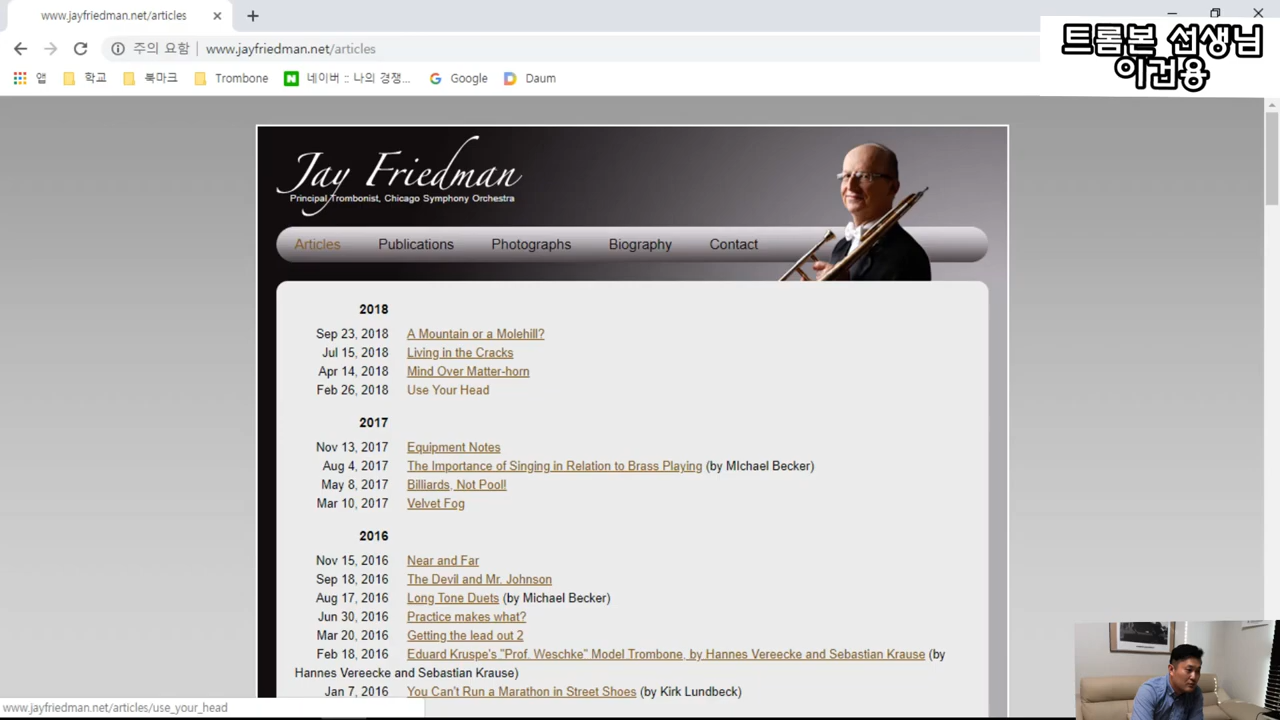 www.jayfriedman.net/articles
주의 요함 | www.jayfriedman.net/articles
트롬본 선생님
이건용
앱 학교 북마크 Trombone 네이버 :: 나의 경쟁... Google Daum
Jay Friedman
Principal Trombonist, Chicago Symphony Orchestra
Articles Publications Photographs Biography Contact
2018
Sep 23, 2018 A Mountain or a Molehill?
Jul 15, 2018 Living in the Cracks
Apr 14, 2018 Mind Over Matter-horn
Feb 26, 2018 Use Your Head
2017
Nov 13, 2017 Equipment Notes
Aug 4, 2017 The Importance of Singing in Relation to Brass Playing (by MIchael Becker)
May 8, 2017 Billiards, Not Pool!
Mar 10, 2017 Velvet Fog
2016
Nov 15, 2016 Near and Far
Sep 18, 2016 The Devil and Mr. Johnson
Aug 17, 2016 Long Tone Duets (by Michael Becker)
Jun 30, 2016 Practice makes what?
Mar 20, 2016 Getting the lead out 2
Feb 18, 2016 Eduard Kruspe's "Prof. Weschke" Model Trombone, by Hannes Vereecke and Sebastian Krause (by
Hannes Vereecke and Sebastian Krause)
Jan 7, 2016 You Can't Run a Marathon in Street Shoes (by Kirk Lundbeck)
www.jayfriedman.net/articles/use_your_head